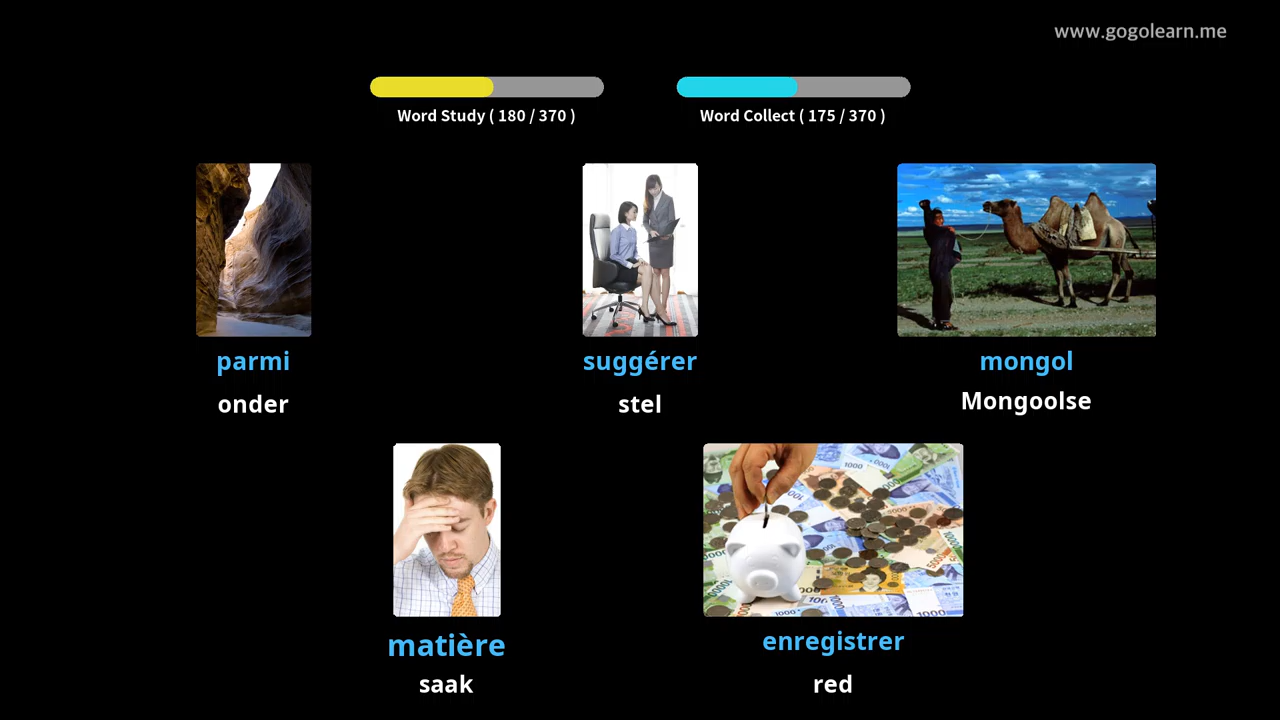 www.gogolearn.me
Word Study ( 180 / 370 )
Word Collect ( 175 / 370 )
parmi
suggérer
mongol
onder
stel
Mongoolse
matière
enregistrer
saak
red